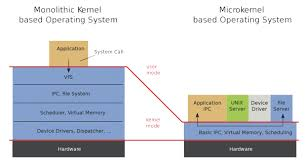 Monolithic Kernel
based Operating System
Microkernel
based Operating System
Application
System Call
user
mode
VFS
IPC, File System
Scheduler, Virtual Memory
Device Drivers, Dispatcher, ...
Hardware
Application
IPC
UNIX
Server
Device
Driver
File
Server
kernel
mode
Basic IPC, Virtual Memory, Scheduling
Hardware